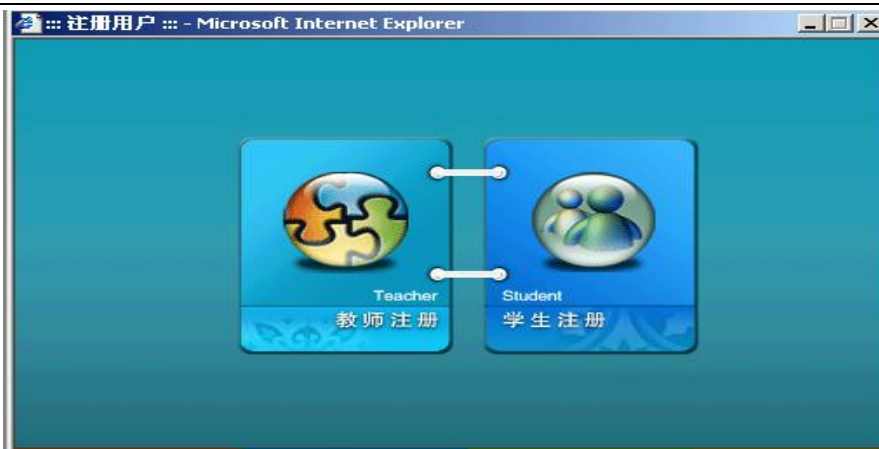 ::: 注册用户 ::: - Microsoft Internet Explorer
Teacher
教师注册
Student
学生注册